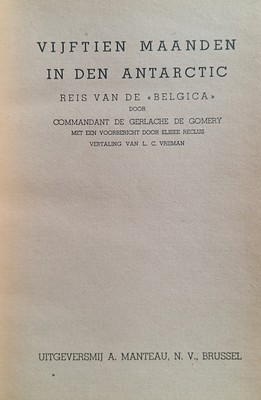 VIJFTIEN MAANDEN
IN DEN ANTARCTIC
REIS VAN DE «BELGICA»
DOOR
COMMANDANT DE GERLACHE DE GOMERY
MET EEN VOORBERICHT DOOR ELISEE RECLUS
VERTALING VAN L. C. VREMAN
UITGEVERSMIJ A. MANTEAU, N. V., BRUSSEL